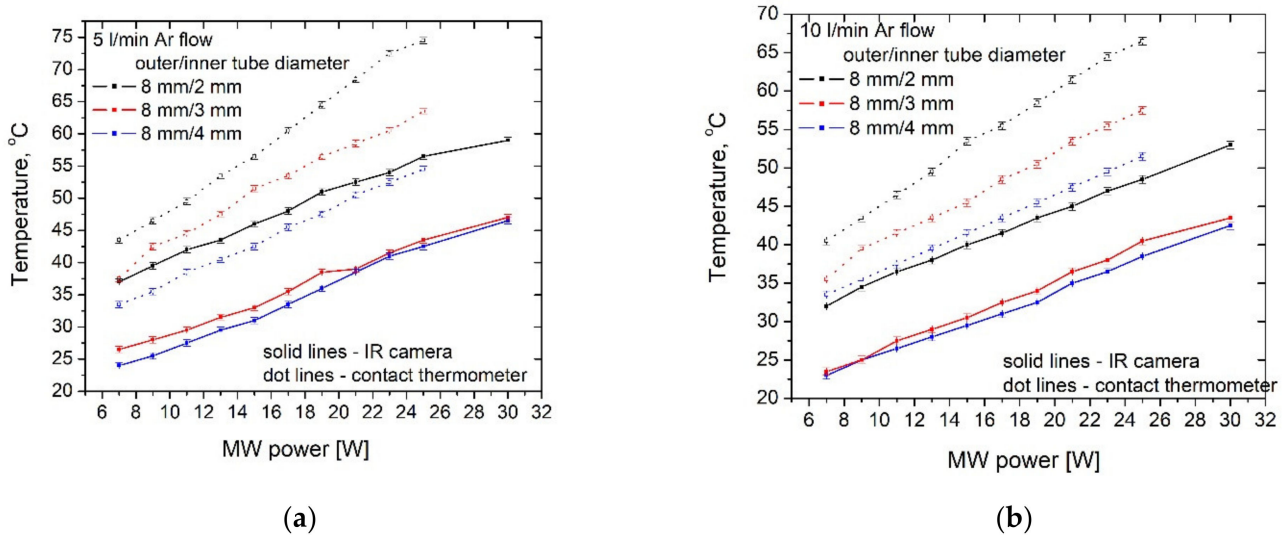 5 l/min Ar flow
outer/inner tube diameter
8 mm/2 mm
8 mm/3 mm
8 mm/4 mm
solid lines - IR camera
dot lines - contact thermometer
Temperature, °C
75
70
65
60
55
50
45
40
35
30
25
20
6 8 10 12 14 16 18 20 22 24 26 28 30 32
MW power [W]
(a)
10 l/min Ar flow
outer/inner tube diameter
8 mm/2 mm
8 mm/3 mm
8 mm/4 mm
solid lines - IR camera
dot lines - contact thermometer
Temperature, °C
70
65
60
55
50
45
40
35
30
25
20
6 8 10 12 14 16 18 20 22 24 26 28 30 32
MW power [W]
(b)